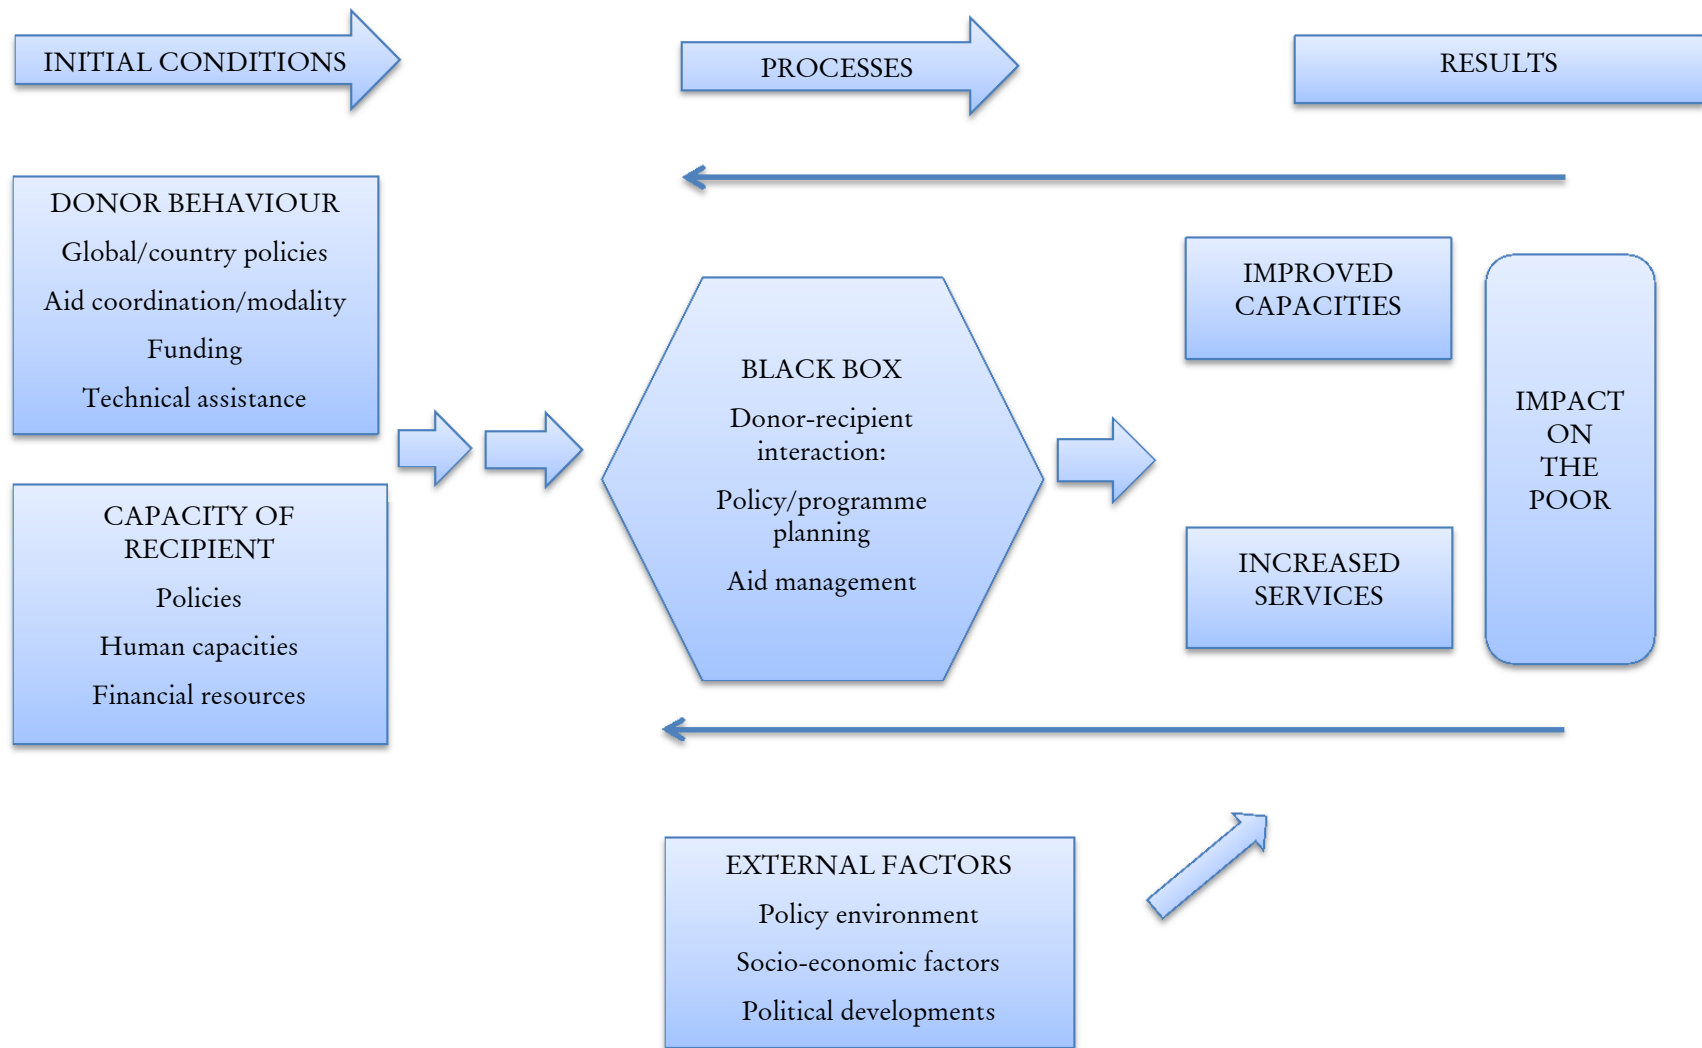 INITIAL CONDITIONS
PROCESSES
RESULTS
DONOR BEHAVIOUR
Global/country policies
Aid coordination/modality
Funding
Technical assistance
CAPACITY OF
RECIPIENT
Policies
Human capacities
Financial resources
BLACK BOX
Donor-recipient
interaction:
Policy/programme
planning
Aid management
IMPROVED
CAPACITIES
INCREASED
SERVICES
IMPACT
ON
THE
POOR
EXTERNAL FACTORS
Policy environment
Socio-economic factors
Political developments